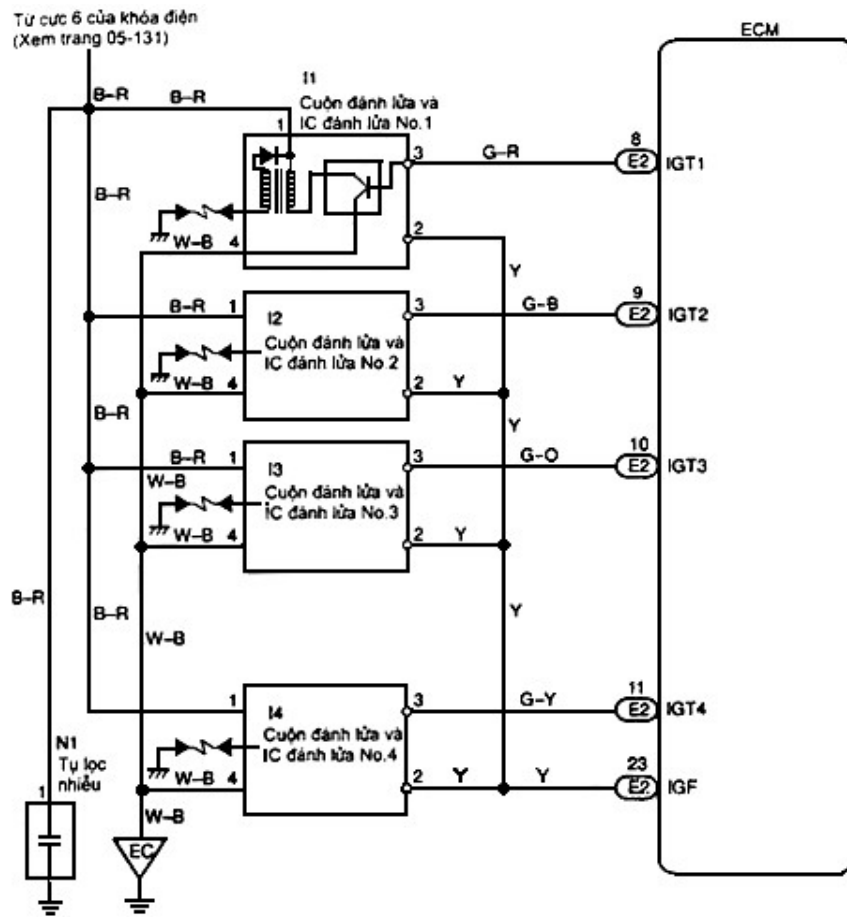 Từ cực 6 của khóa điện
(Xem trang 05-131)
ECM
B-R
B-R
I1
Cuộn đánh lửa và
IC đánh lửa No.1
1
3
G-R
8
E2
IGT1
B-R
W-B
4
2
Y
B-R
1
I2
Cuộn đánh lửa và
IC đánh lửa No.2
3
G-B
9
E2
IGT2
W-B
4
2
Y
B-R
Y
B-R
1
W-B
I3
Cuộn đánh lửa và
IC đánh lửa No.3
3
G-O
10
E2
IGT3
W-B
4
2
Y
B-R
B-R
W-B
Y
1
I4
Cuộn đánh lửa và
IC đánh lửa No.4
3
G-Y
11
E2
IGT4
N1
Tụ lọc
nhiễu
1
W-B
4
2
Y
Y
23
E2
IGF
W-B
EC